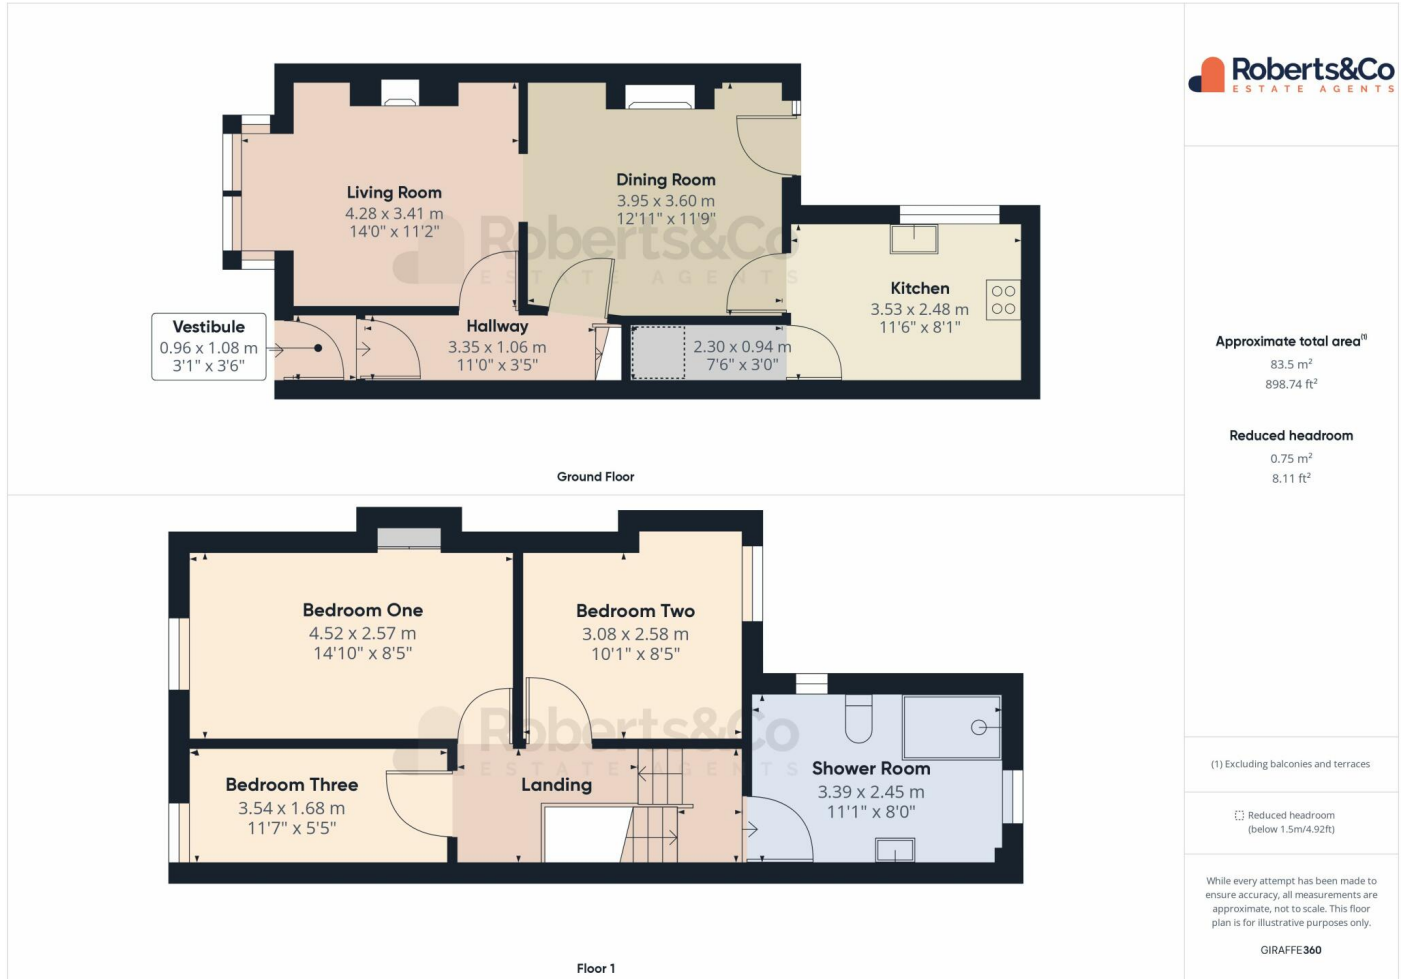 Roberts&Co
ESTATE AGENTS
Living Room
4.28 x 3.41 m
14'0" x 11'2"
Dining Room
3.95 x 3.60 m
12'11" x 11'9"
Roberts&Co
ESTATE AGENTS
Kitchen
3.53 x 2.48 m
11'6" x 8'1"
Vestibule
0.96 x 1.08 m
3'1" x 3'6"
Hallway
3.35 x 1.06 m
11'0" x 3'5"
2.30 x 0.94 m
7'6" x 3'0"
Ground Floor
Bedroom One
4.52 x 2.57 m
14'10" x 8'5"
Bedroom Two
3.08 x 2.58 m
10'1" x 8'5"
Roberts&Co
ESTATE AGENTS
Bedroom Three
3.54 x 1.68 m
11'7" x 5'5"
Landing
Shower Room
3.39 x 2.45 m
11'1" x 8'0"
Floor 1
Approximate total area(1)
83.5 m²
898.74 ft²
Reduced headroom
0.75 m²
8.11 ft²
(1) Excluding balconies and terraces
Reduced headroom
(below 1.5m/4.92ft)
While every attempt has been made to
ensure accuracy, all measurements are
approximate, not to scale. This floor
plan is for illustrative purposes only.
GIRAFFE360